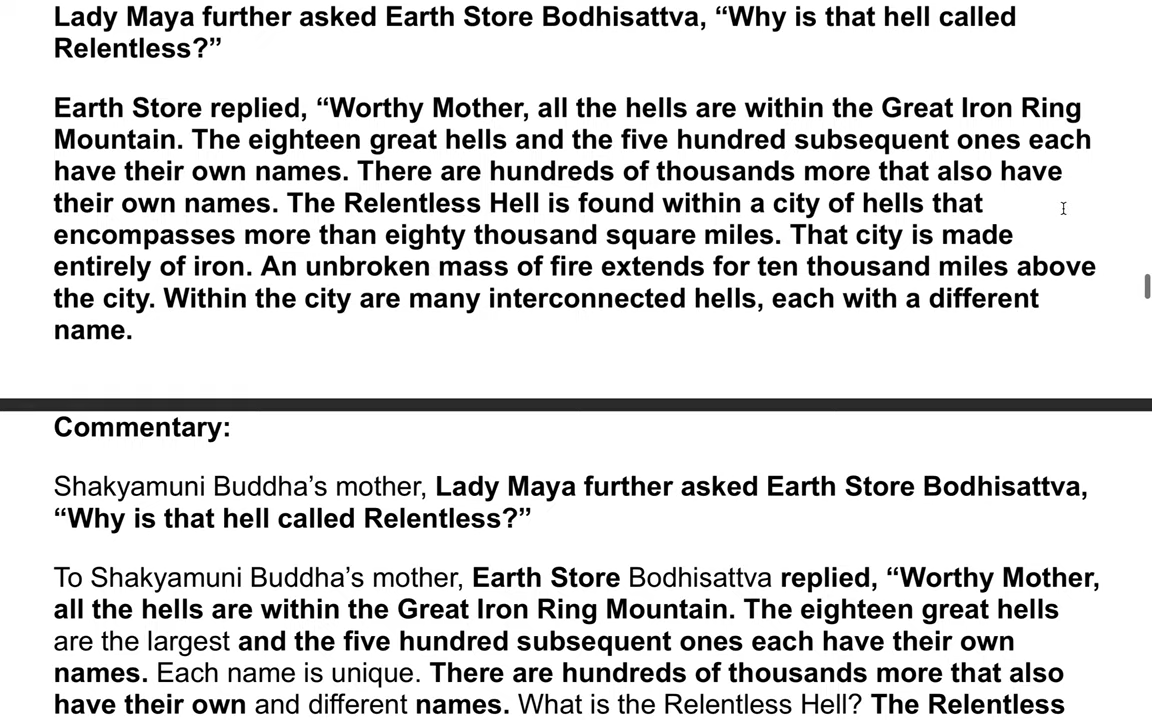 Lady Maya further asked Earth Store Bodhisattva, “Why is that hell called
Relentless?”
Earth Store replied, “Worthy Mother, all the hells are within the Great Iron Ring
Mountain. The eighteen great hells and the five hundred subsequent ones each
have their own names. There are hundreds of thousands more that also have
their own names. The Relentless Hell is found within a city of hells that
encompasses more than eighty thousand square miles. That city is made
entirely of iron. An unbroken mass of fire extends for ten thousand miles above
the city. Within the city are many interconnected hells, each with a different
name.
Commentary:
Shakyamuni Buddha’s mother, Lady Maya further asked Earth Store Bodhisattva,
“Why is that hell called Relentless?”
To Shakyamuni Buddha’s mother, Earth Store Bodhisattva replied, “Worthy Mother,
all the hells are within the Great Iron Ring Mountain. The eighteen great hells
are the largest and the five hundred subsequent ones each have their own
names. Each name is unique. There are hundreds of thousands more that also
have their own and different names. What is the Relentless Hell? The Relentless